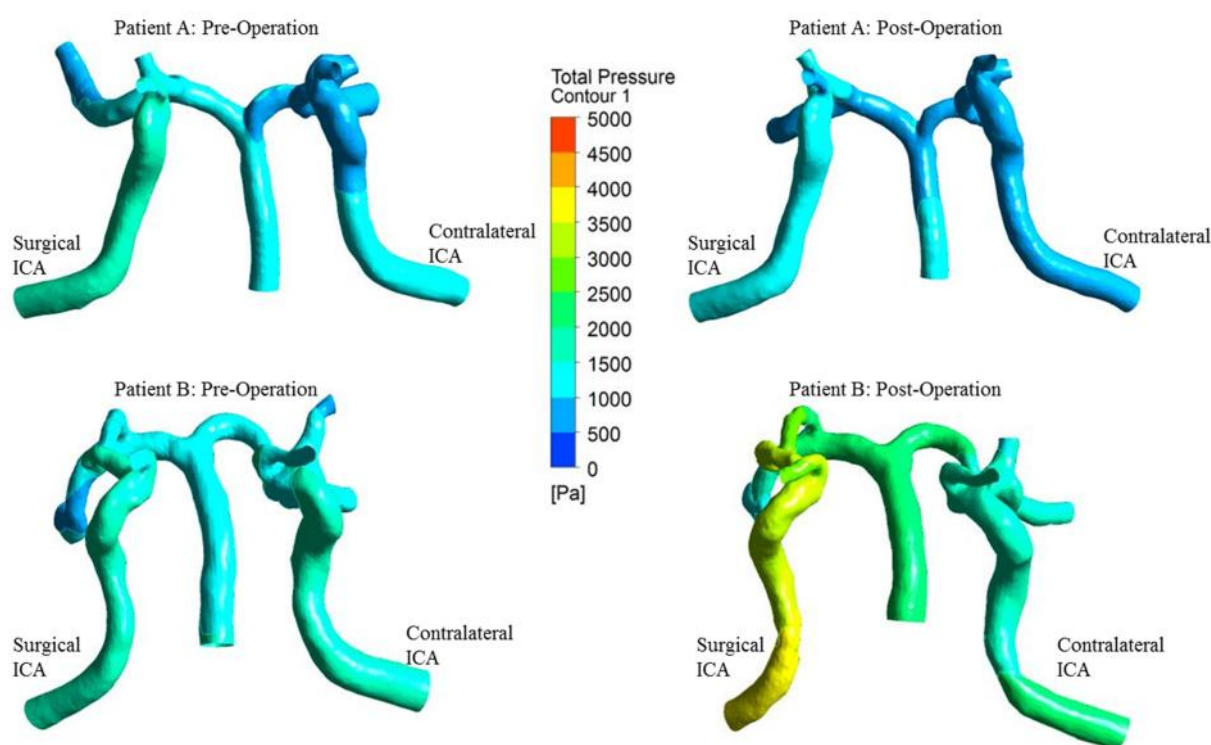 Patient A: Pre-Operation
Patient A: Post-Operation
Surgical
ICA
Contralateral
ICA
Total Pressure
Contour 1
5000
4500
4000
3500
3000
2500
2000
1500
1000
500
0
[Pa]
Surgical
ICA
Contralateral
ICA
Patient B: Pre-Operation
Patient B: Post-Operation
Surgical
ICA
Contralateral
ICA
Surgical
ICA
Contralateral
ICA